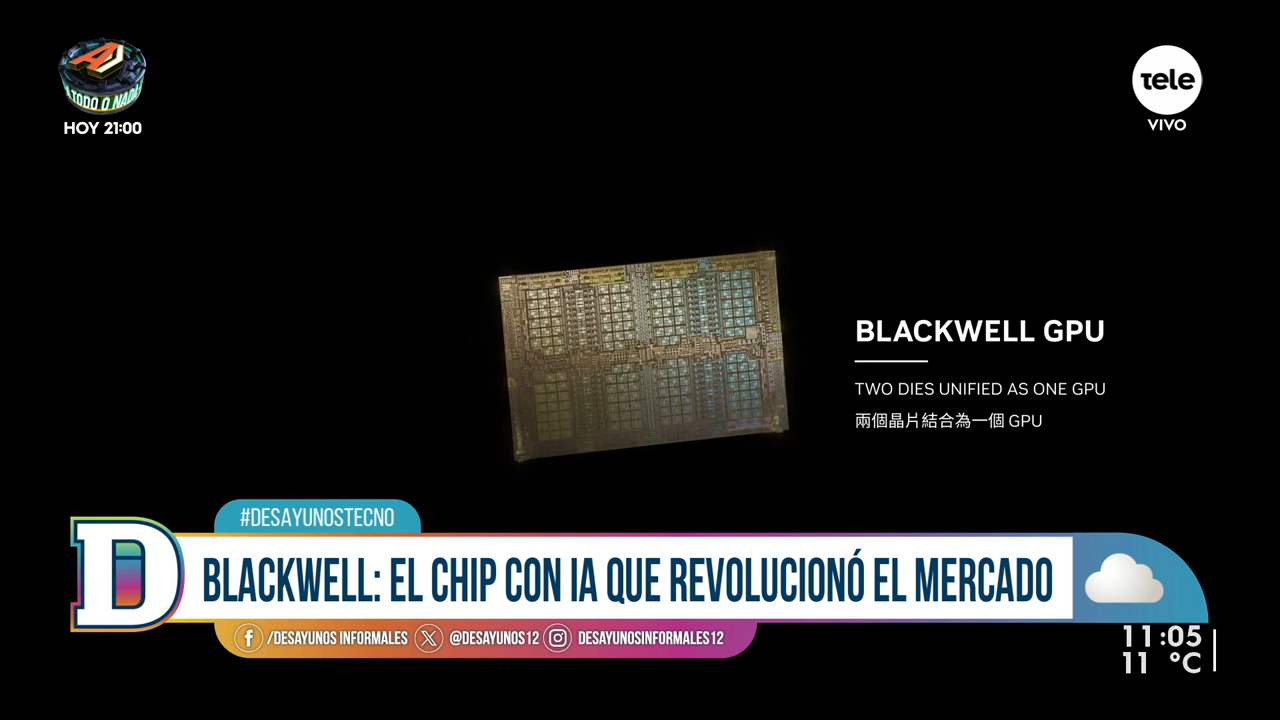 A
TODO O NADA
HOY 21:00
tele
VIVO
BLACKWELL GPU
TWO DIES UNIFIED AS ONE GPU
兩個晶片結合為一個 GPU
#DESAYUNOSTECNO
D
BLACKWELL: EL CHIP CON IA QUE REVOLUCIONÓ EL MERCADO
/DESAYUNOS INFORMALES @DESAYUNOS12 DESAYUNOSINFORMALES12
11:05
11 °C